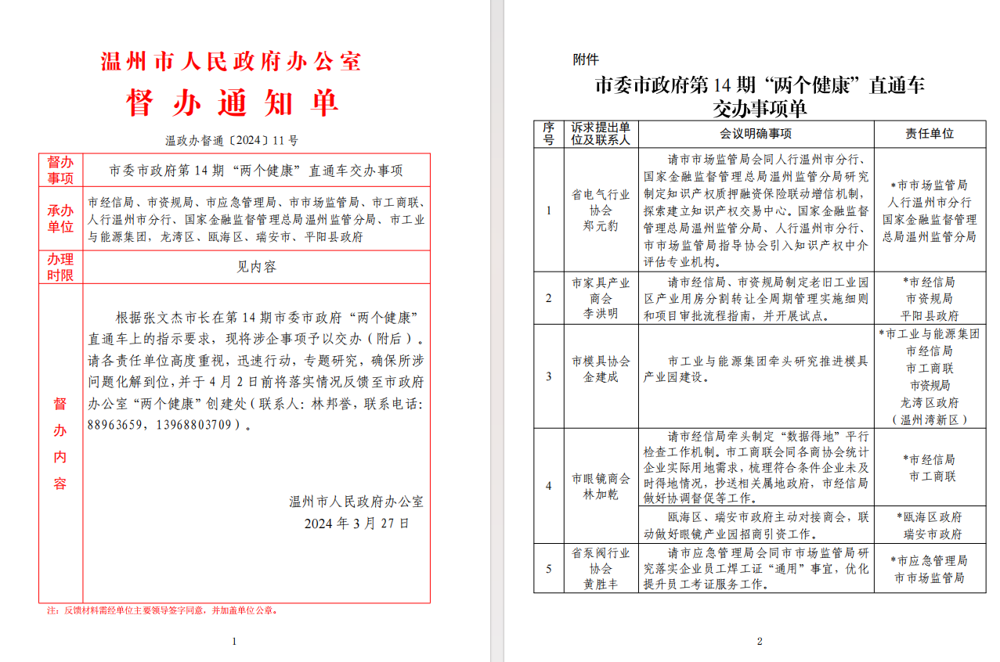 温州市人民政府办公室
督办通知单
温政办督通〔2024〕11号
督办
事项
市委市政府第14期“两个健康”直通车交办事项
承办
单位
市经信局、市资规局、市应急管理局、市市场监管局、市工商联、
人行温州市分行、国家金融监督管理总局温州监管分局、市工业
与能源集团，龙湾区、瓯海区、瑞安市、平阳县政府
办理
时限
见内容
督
办
内
容
根据张文杰市长在第14期市委市政府“两个健康”
直通车上的指示要求，现将涉企事项予以交办（附后）。
请各责任单位高度重视，迅速行动，专题研究，确保所涉
问题化解到位，并于4月2日前将落实情况反馈至市政府
办公室“两个健康”创建处（联系人：林邦誉，联系电话：
88963659，13968803709）。
温州市人民政府办公室
2024年3月27日
注：反馈材料需经单位主要领导签字同意，并加盖单位公章。
1
附件
市委市政府第14期“两个健康”直通车
交办事项单
序
号
诉求提出单
位及联系人
会议明确事项
责任单位
1
省电气行业
协会
郑元豹
请市市场监管局会同人行温州市分行、
国家金融监督管理总局温州监管分局研究
制定知识产权质押融资保险联动增信机制，
探索建立知识产权交易中心。国家金融监督
管理总局温州监管分局、人行温州市分行、
市市场监管局指导协会引入知识产权中介
评估专业机构。
*市市场监管局
人行温州市分行
国家金融监督管理
总局温州监管分局
2
市家具产业
商会
李洪明
请市经信局、市资规局制定老旧工业园
区产业用房分割转让全周期管理实施细则
和项目审批流程指南，并开展试点。
*市经信局
市资规局
平阳县政府
3
市模具协会
金建成
市工业与能源集团牵头研究推进模具
产业园建设。
*市工业与能源集团
市经信局
市工商联
市资规局
龙湾区政府
（温州湾新区）
4
市眼镜商会
林加乾
请市经信局牵头制定“数据得地”平行
检查工作机制。市工商联会同各商协会统计
企业实际用地需求，梳理符合条件企业未及
时得地情况，抄送相关属地政府，市经信局
做好协调督促等工作。
*市经信局
市工商联
瓯海区、瑞安市政府主动对接商会，联
动做好眼镜产业园招商引资工作。
*瓯海区政府
瑞安市政府
5
省泵阀行业
协会
黄胜丰
请市应急管理局会同市市场监管局研
究落实企业员工焊工证“通用”事宜，优化
提升员工考证服务工作。
*市应急管理局
市市场监管局
2